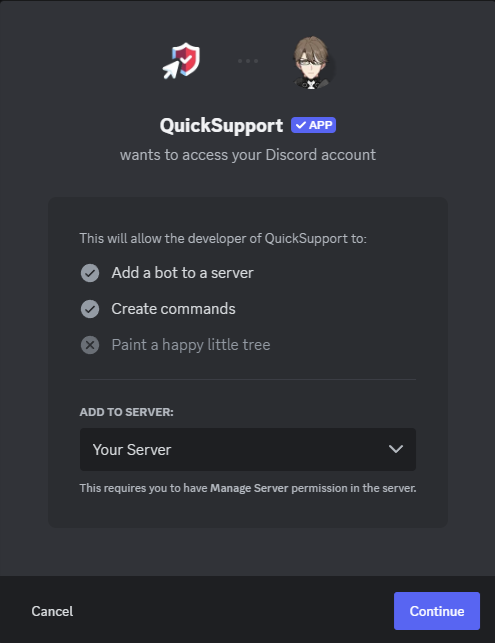 QuickSupport APP
wants to access your Discord account
This will allow the developer of QuickSupport to:
Add a bot to a server
Create commands
Paint a happy little tree
ADD TO SERVER:
Your Server
This requires you to have Manage Server permission in the server.
Cancel
Continue